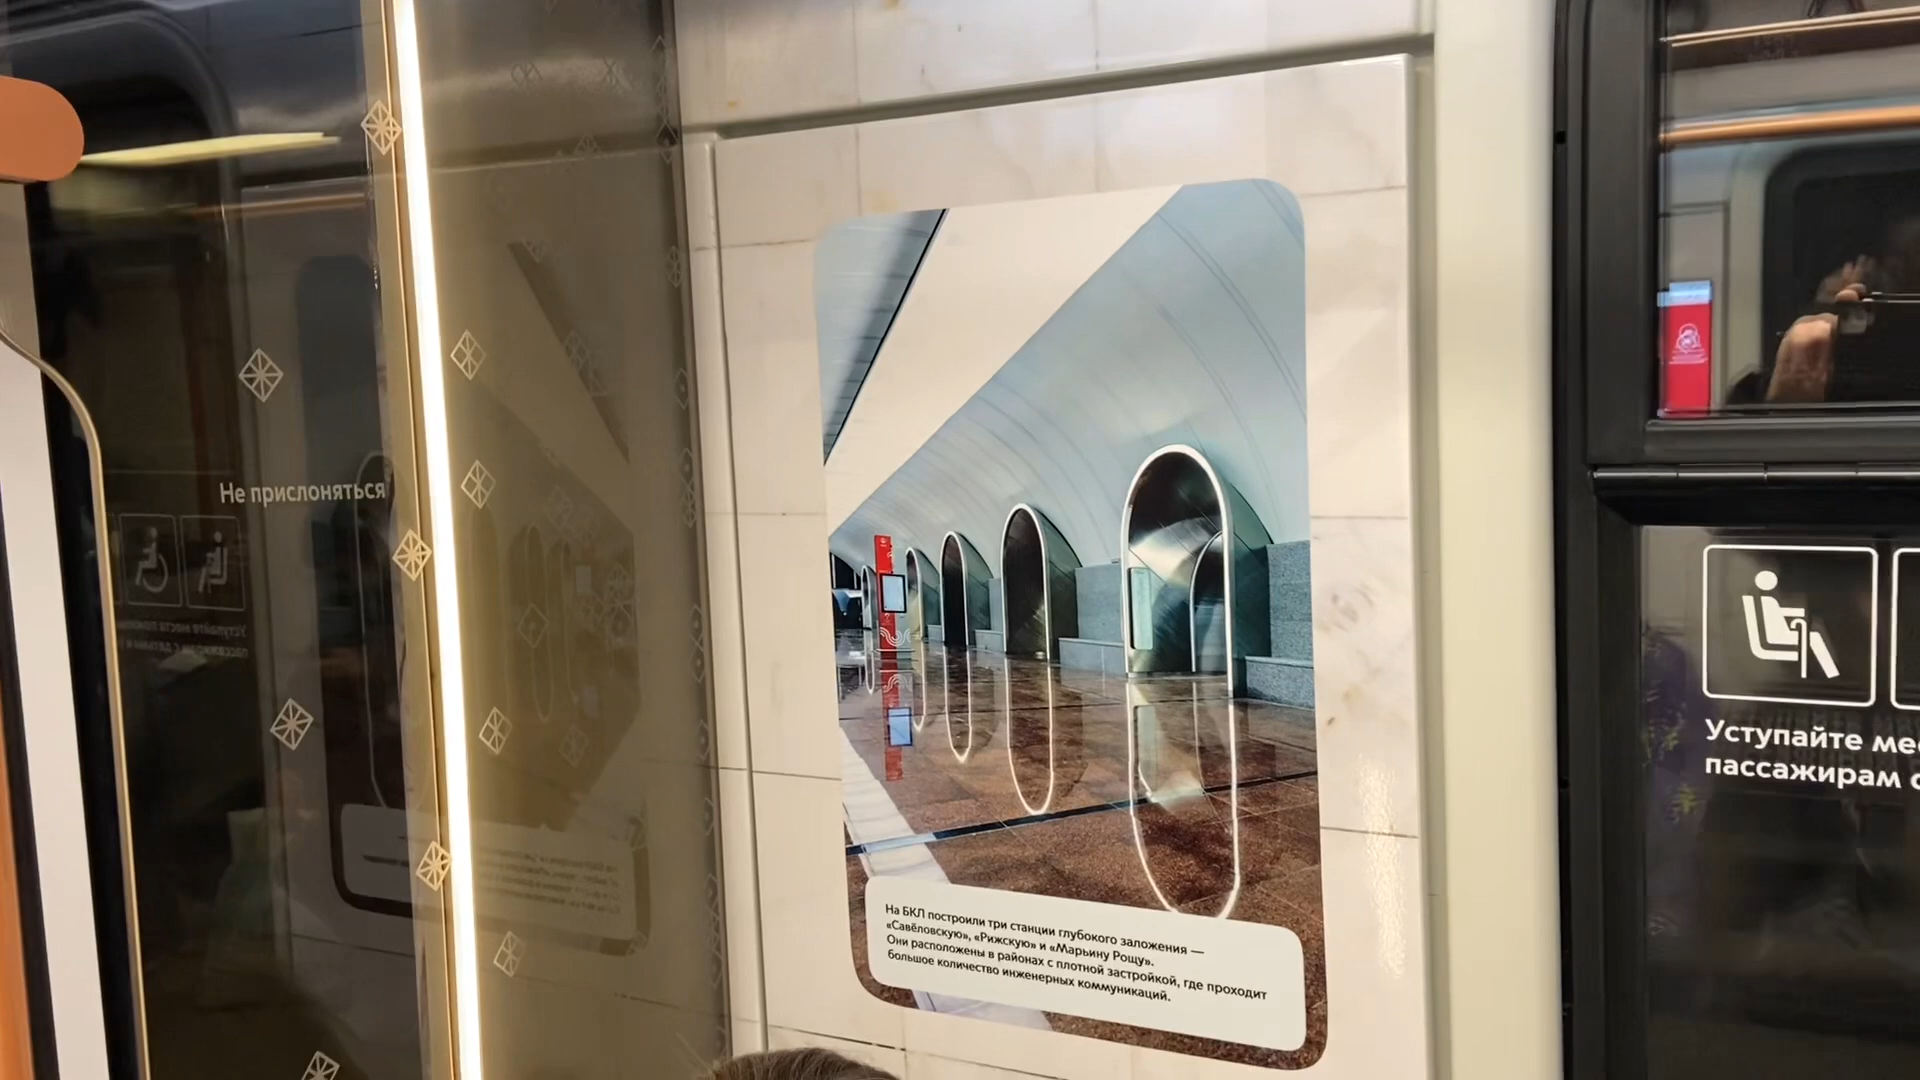 Не прислоняться
На БКЛ построили три станции глубокого заложения —
«Савёловскую», «Рижскую» и «Марьину Рощу».
Они расположены в районах с плотной застройкой, где проходит
большое количество инженерных коммуникаций.
Уступайте
пассажирам